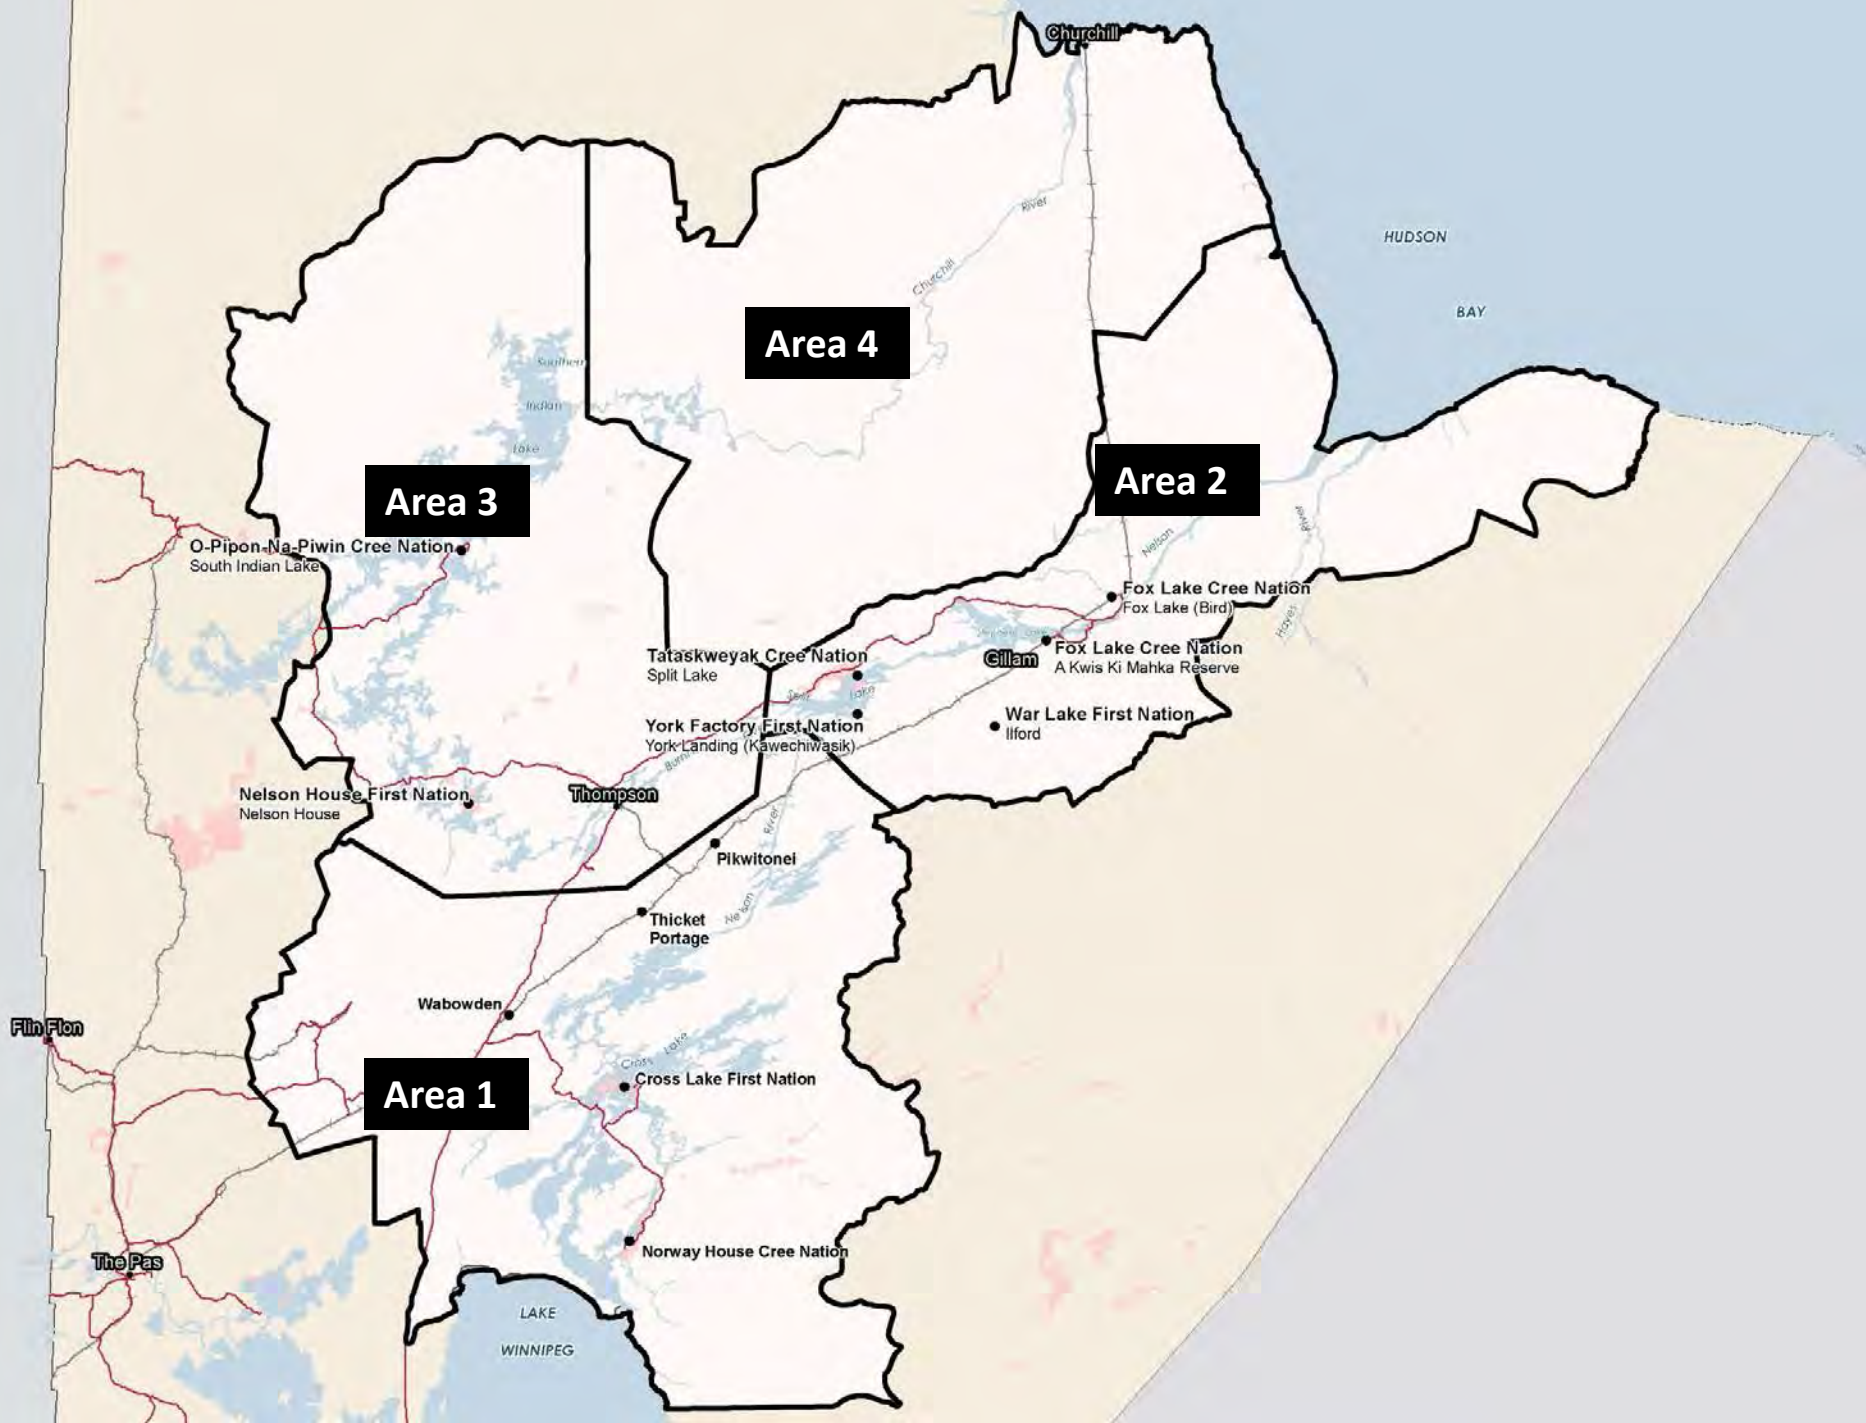 Churchill
HUDSON
BAY
River
Churchill
Area 4
Southern
Indian
Lake
Area 3
Area 2
River
Nelson
O-Pipon-Na-Piwin Cree Nation
South Indian Lake
Fox Lake Cree Nation
Fox Lake (Bird)
Hayes
Stephens Lake
Gillam
Fox Lake Cree Nation
A Kwis Ki Mahka Reserve
Tataskweyak Cree Nation
Split Lake
Split Lake
War Lake First Nation
Ilford
York Factory First Nation
York Landing (Kawechiwasik)
Nelson House First Nation
Nelson House
Thompson
River
Pikwitonei
Nelson
Thicket
Portage
Wabowden
Flin Flon
Cross Lake
Cross Lake First Nation
Area 1
Norway House Cree Nation
The Pas
LAKE
WINNIPEG